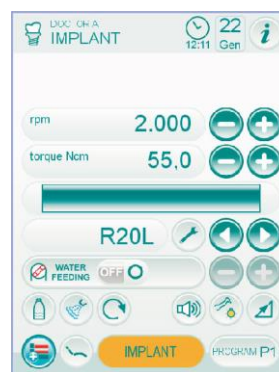 DOCTOR A
IMPLANT
12:11
22
Gen
i
rpm 2.000
torque Ncm 55,0
R20L
WATER
FEEDING OFF
IMPLANT
PROGRAM P1